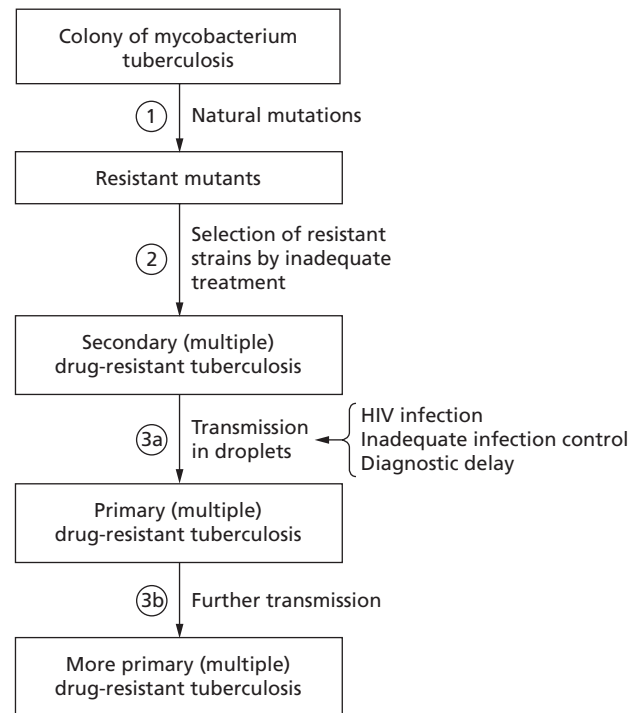 Colony of mycobacterium
tuberculosis
1
Natural mutations
Resistant mutants
2
Selection of resistant
strains by inadequate
treatment
Secondary (multiple)
drug-resistant tuberculosis
3a
Transmission
in droplets
HIV infection
Inadequate infection control
Diagnostic delay
Primary (multiple)
drug-resistant tuberculosis
3b
Further transmission
More primary (multiple)
drug-resistant tuberculosis